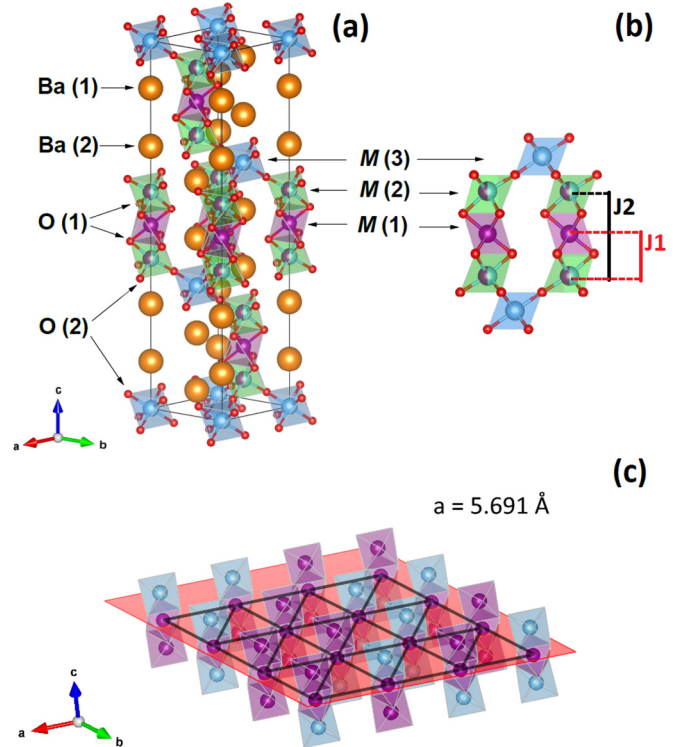 (a)
(b)
Ba (1)
Ba (2)
O (1)
O (2)
M (3)
M (2)
M (1)
J2
J1
c
a
b
(c)
a = 5.691 Å
c
a
b